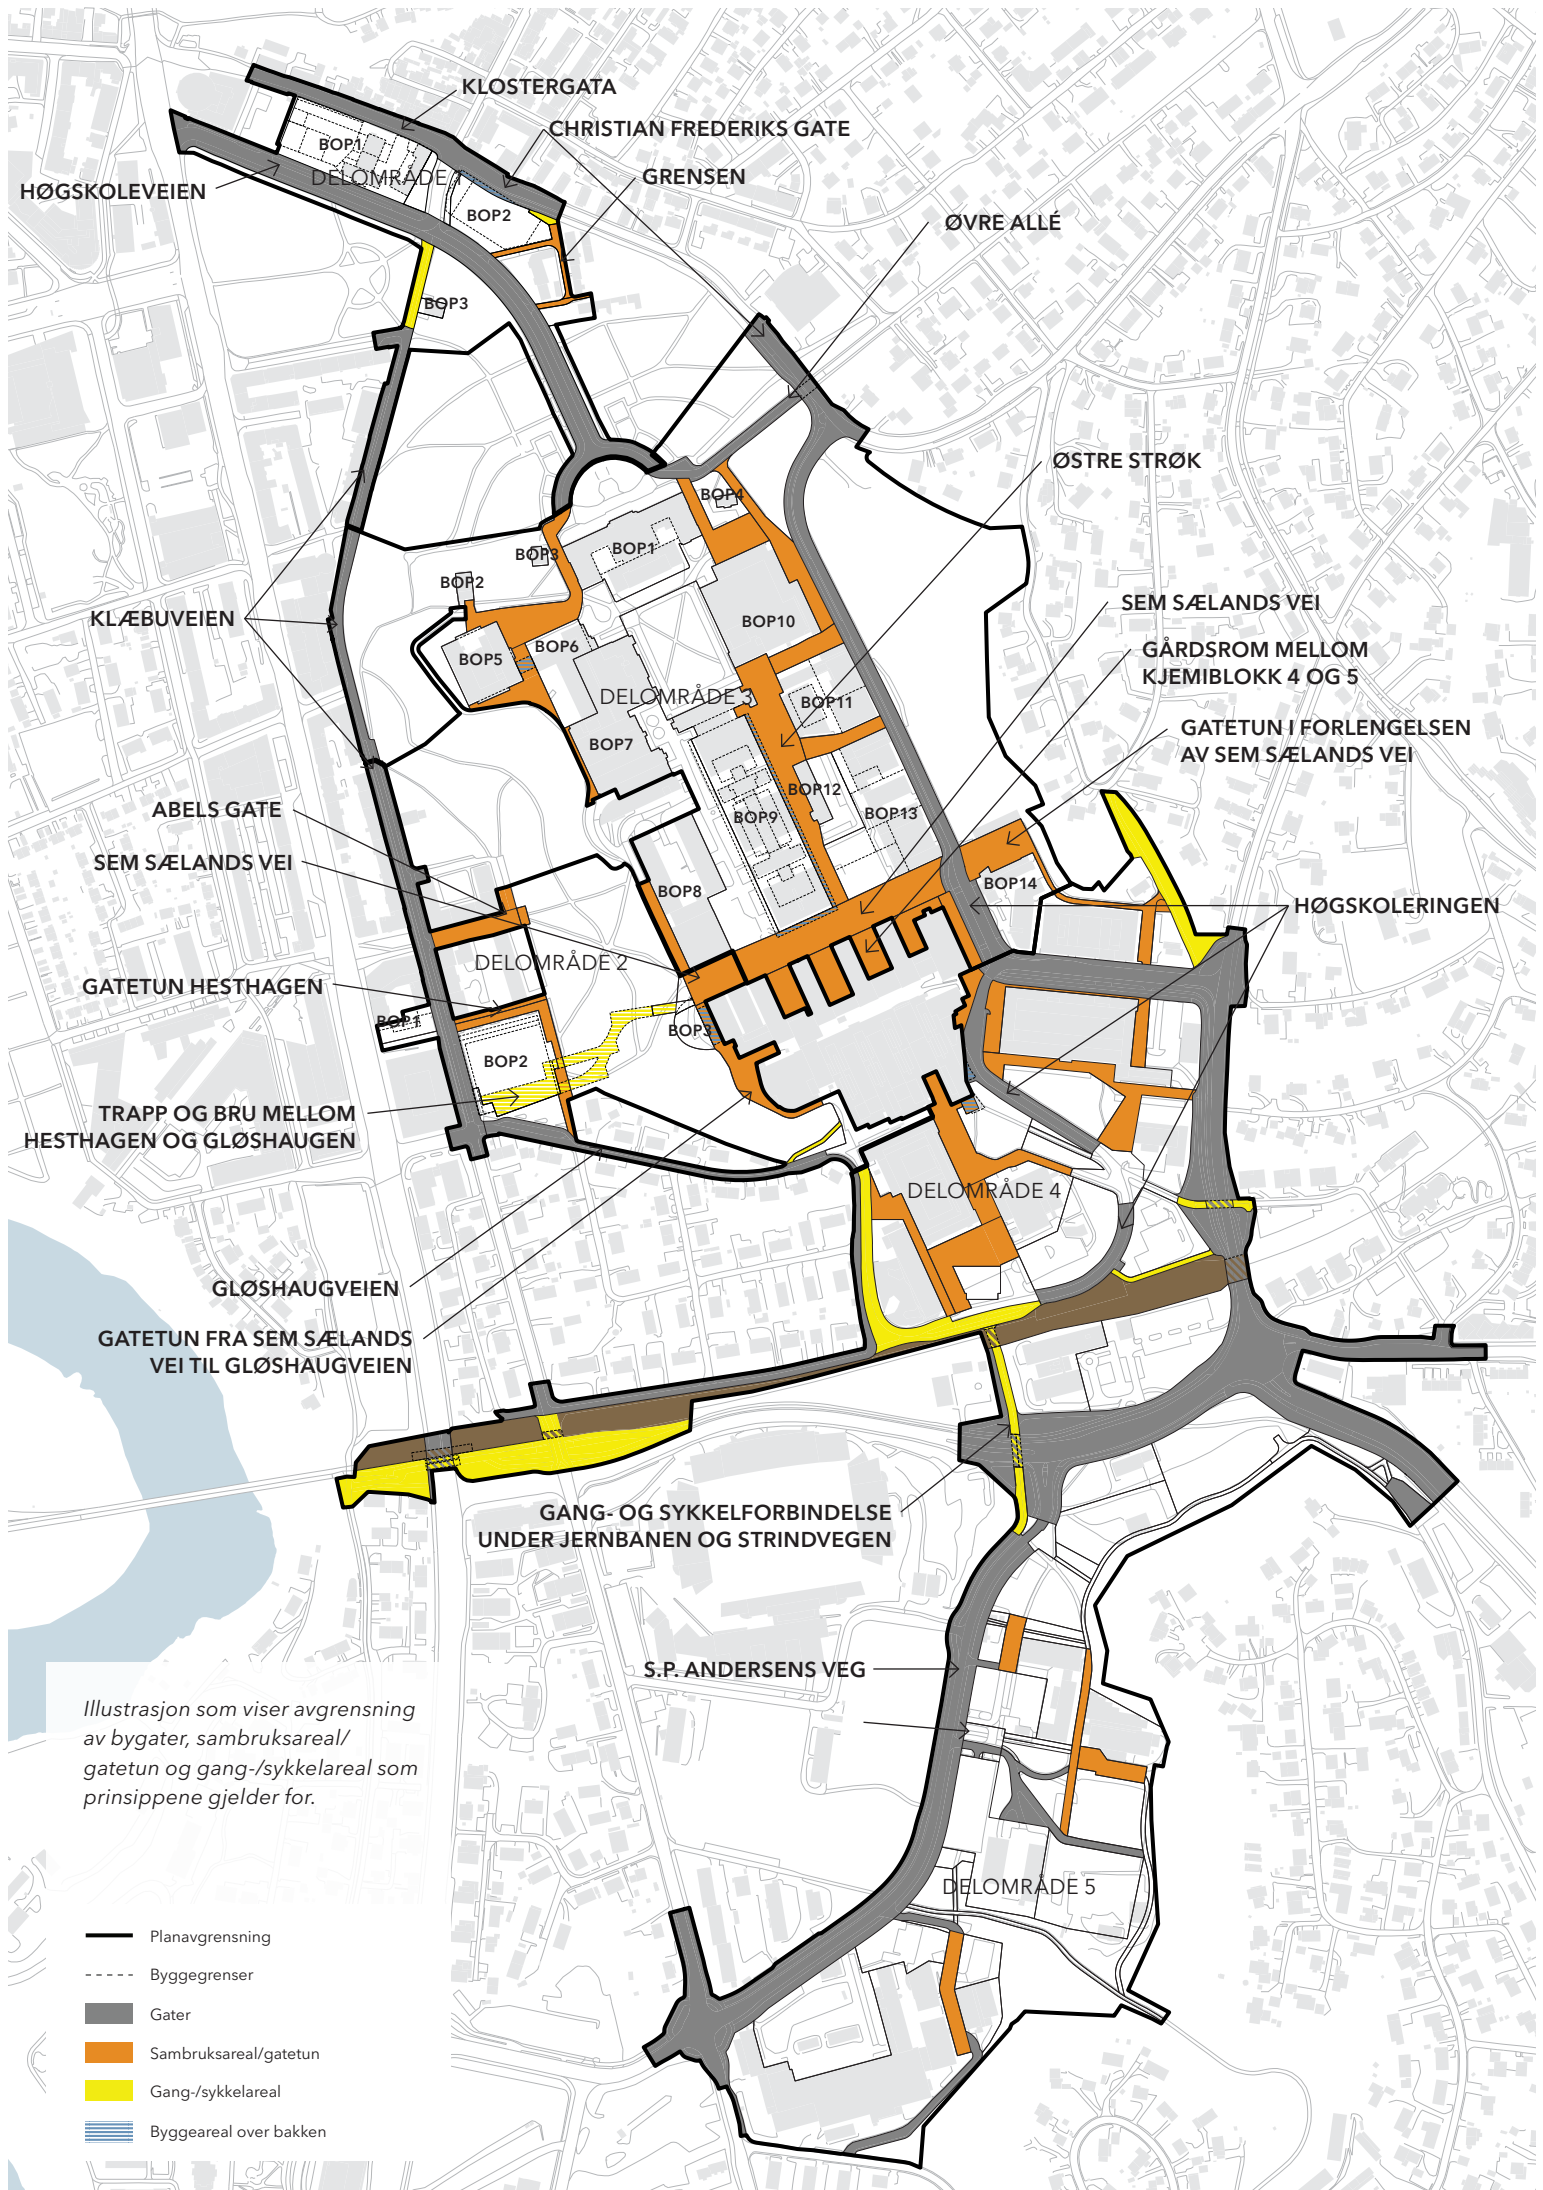 KLOSTERGATA
CHRISTIAN FREDERIKS GATE
BOP1
DELOMRÅDE 1
GRENSEN
HØGSKOLEVEIEN
BOP2
ØVRE ALLÉ
BOP3
ØSTRE STRØK
BOP4
BOP1
BOP3
BOP2
SEM SÆLANDS VEI
KLÆBUVEIEN
BOP10
GÅRDSROM MELLOM
KJEMIBLOKK 4 OG 5
BOP6
BOP5
DELOMRÅDE 3
BOP11
GATETUN I FORLENGELSEN
AV SEM SÆLANDS VEI
BOP7
BOP12
ABELS GATE
BOP9
BOP13
SEM SÆLANDS VEI
BOP8
BOP14
HØGSKOLERINGEN
DELOMRÅDE 2
GATETUN HESTHAGEN
BOP1
BOP3
BOP2
TRAPP OG BRU MELLOM
HESTHAGEN OG GLØSHAUGEN
DELOMRÅDE 4
GLØSHAUGVEIEN
GATETUN FRA SEM SÆLANDS
VEI TIL GLØSHAUGVEIEN
GANG- OG SYKKELFORBINDELSE
UNDER JERNBANEN OG STRINDVEGEN
S.P. ANDERSENS VEG
DELOMRÅDE 5
Illustrasjon som viser avgrensning
av bygater, sambruksareal/
gatetun og gang-/sykkelareal som
prinsippene gjelder for.
Planavgrensning
Byggegrenser
Gater
Sambruksareal/gatetun
Gang-/sykkelareal
Byggeareal over bakken